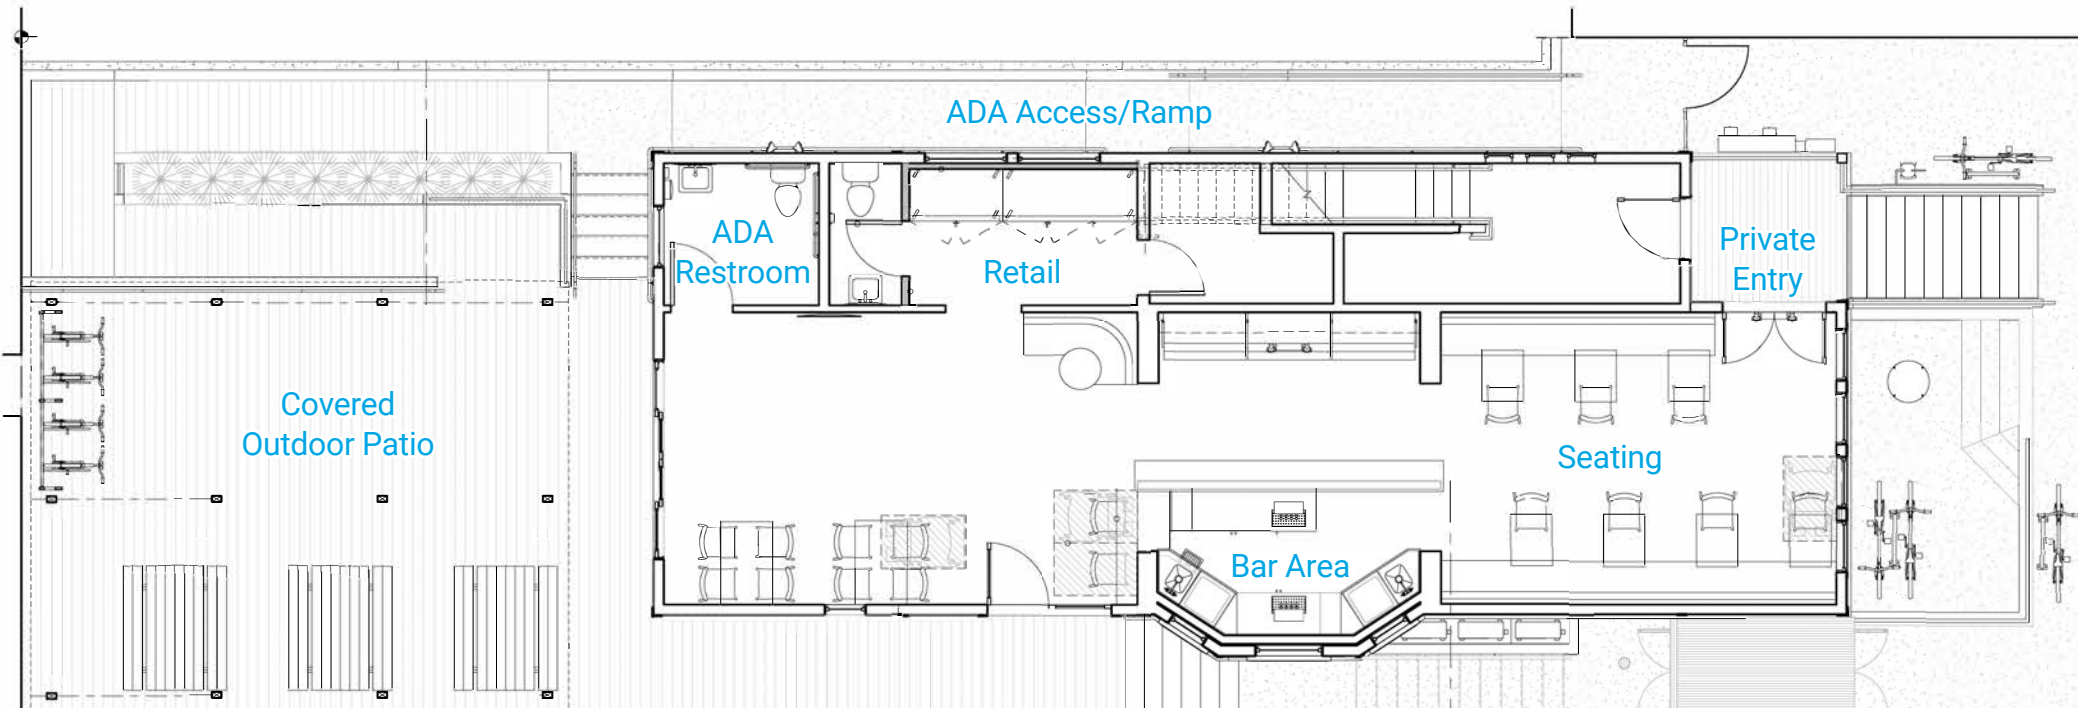 ADA Access/Ramp
ADA
Restroom
Retail
Private
Entry
Covered
Outdoor Patio
Seating
Bar Area